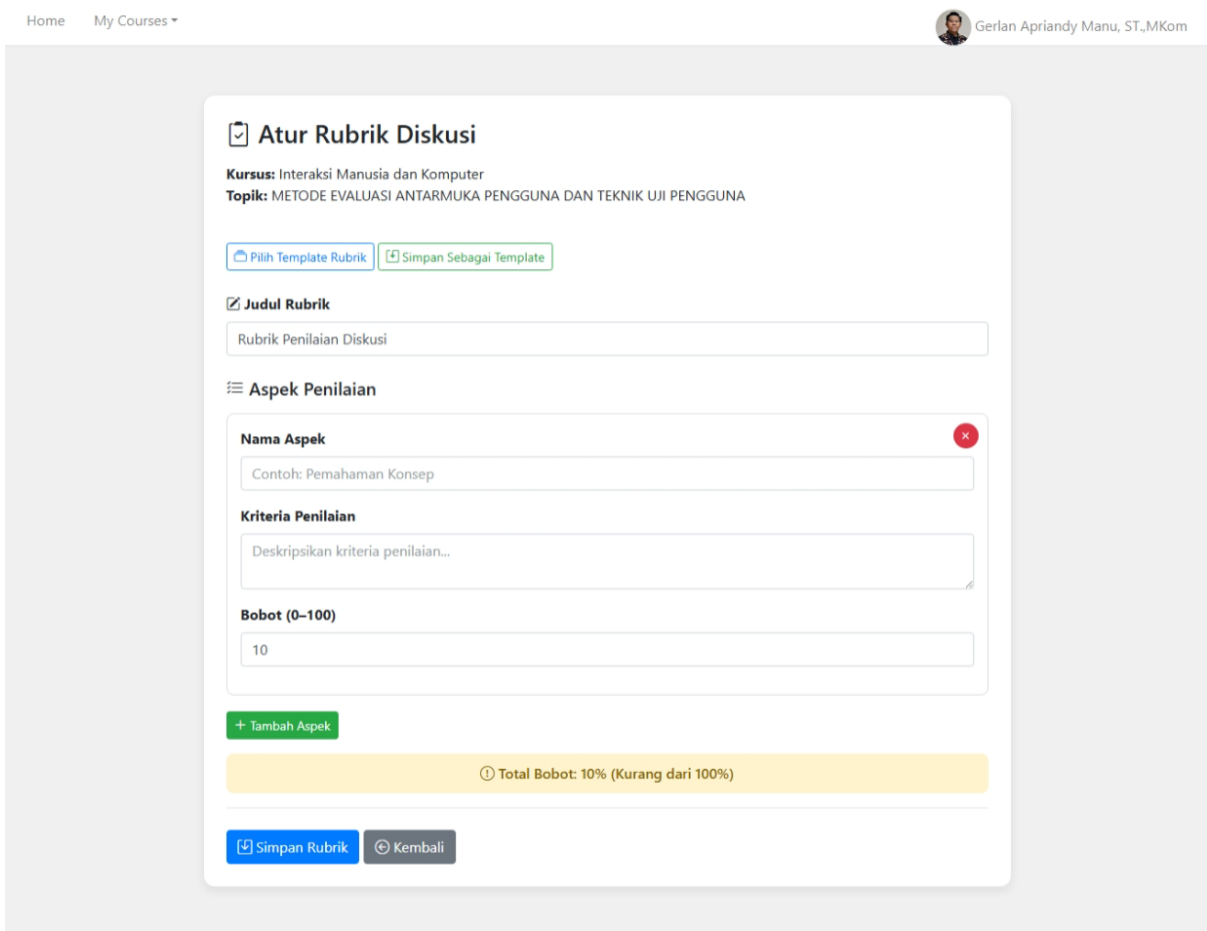 Home My Courses Gerlan Apriandy Manu, ST.,MKom
Atur Rubrik Diskusi
Kursus: Interaksi Manusia dan Komputer
Topik: METODE EVALUASI ANTARMUKA PENGGUNA DAN TEKNIK UJI PENGGUNA
Pilih Template Rubrik Simpan Sebagai Template
Judul Rubrik
Rubrik Penilaian Diskusi
Aspek Penilaian
Nama Aspek
Contoh: Pemahaman Konsep
Kriteria Penilaian
Deskripsikan kriteria penilaian...
Bobot (0–100)
10
+ Tambah Aspek
Total Bobot: 10% (Kurang dari 100%)
Simpan Rubrik Kembali